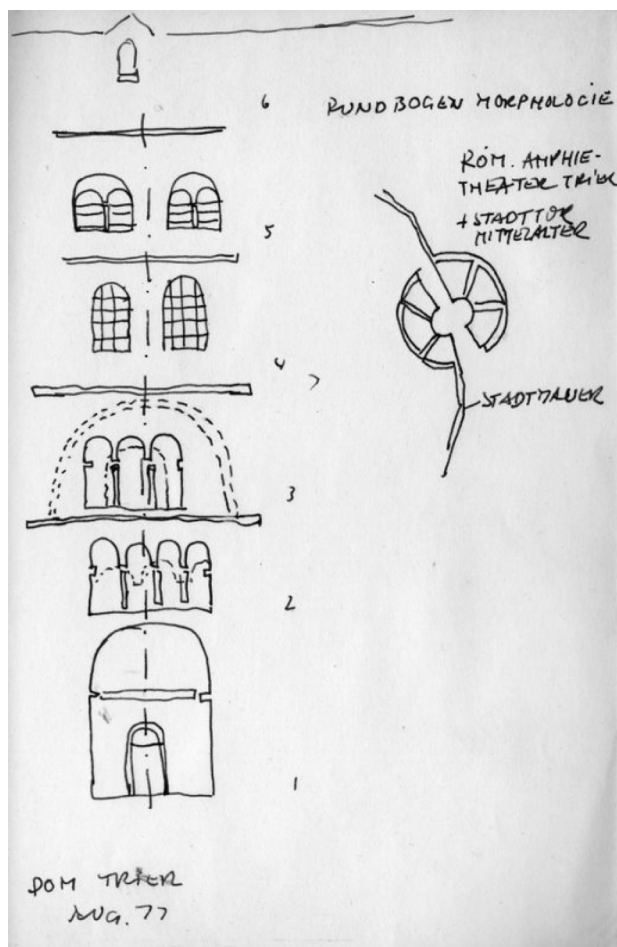 6
RUNDBOGEN MORPHOLOGIE
RÖM. AMPHIE-
THEATER TRIER
+ STADTTOR
MITTELALTER
5
4
STADTMAUER
3
2
1
DOM TRIER
AUG. 77